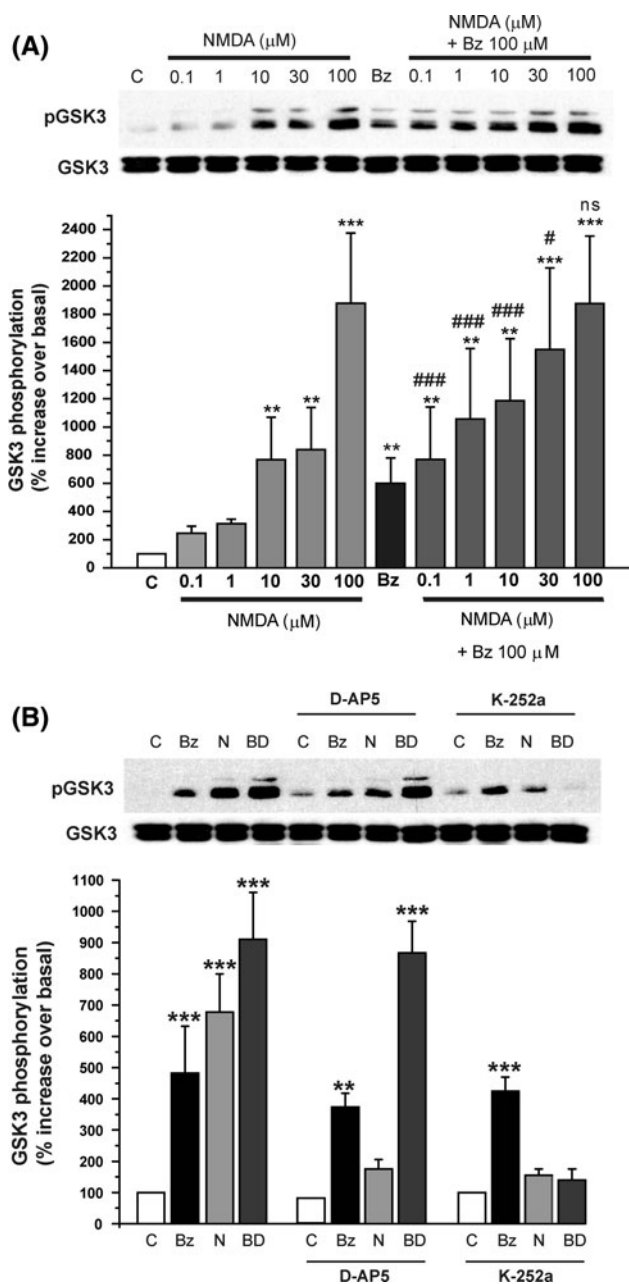 (A)
NMDA (μM)
NMDA (μM)
+ Bz 100 μM
C 0.1 1 10 30 100 Bz 0.1 1 10 30 100
pGSK3
GSK3
GSK3 phosphorylation
(% increase over basal)
2400
2200
2000
1800
1600
1400
1200
1000
800
600
400
200
0
** ** *** ** ### ** ### ** ### ** # *** ns ***
C 0.1 1 10 30 100 Bz 0.1 1 10 30 100
NMDA (μM)
NMDA (μM)
+ Bz 100 μM
(B)
D-AP5 K-252a
C Bz N BD C Bz N BD C Bz N BD
pGSK3
GSK3
GSK3 phosphorylation
(% increase over basal)
1100
1000
900
800
700
600
500
400
300
200
100
0
*** *** *** ** *** ***
C Bz N BD C Bz N BD C Bz N BD
D-AP5 K-252a